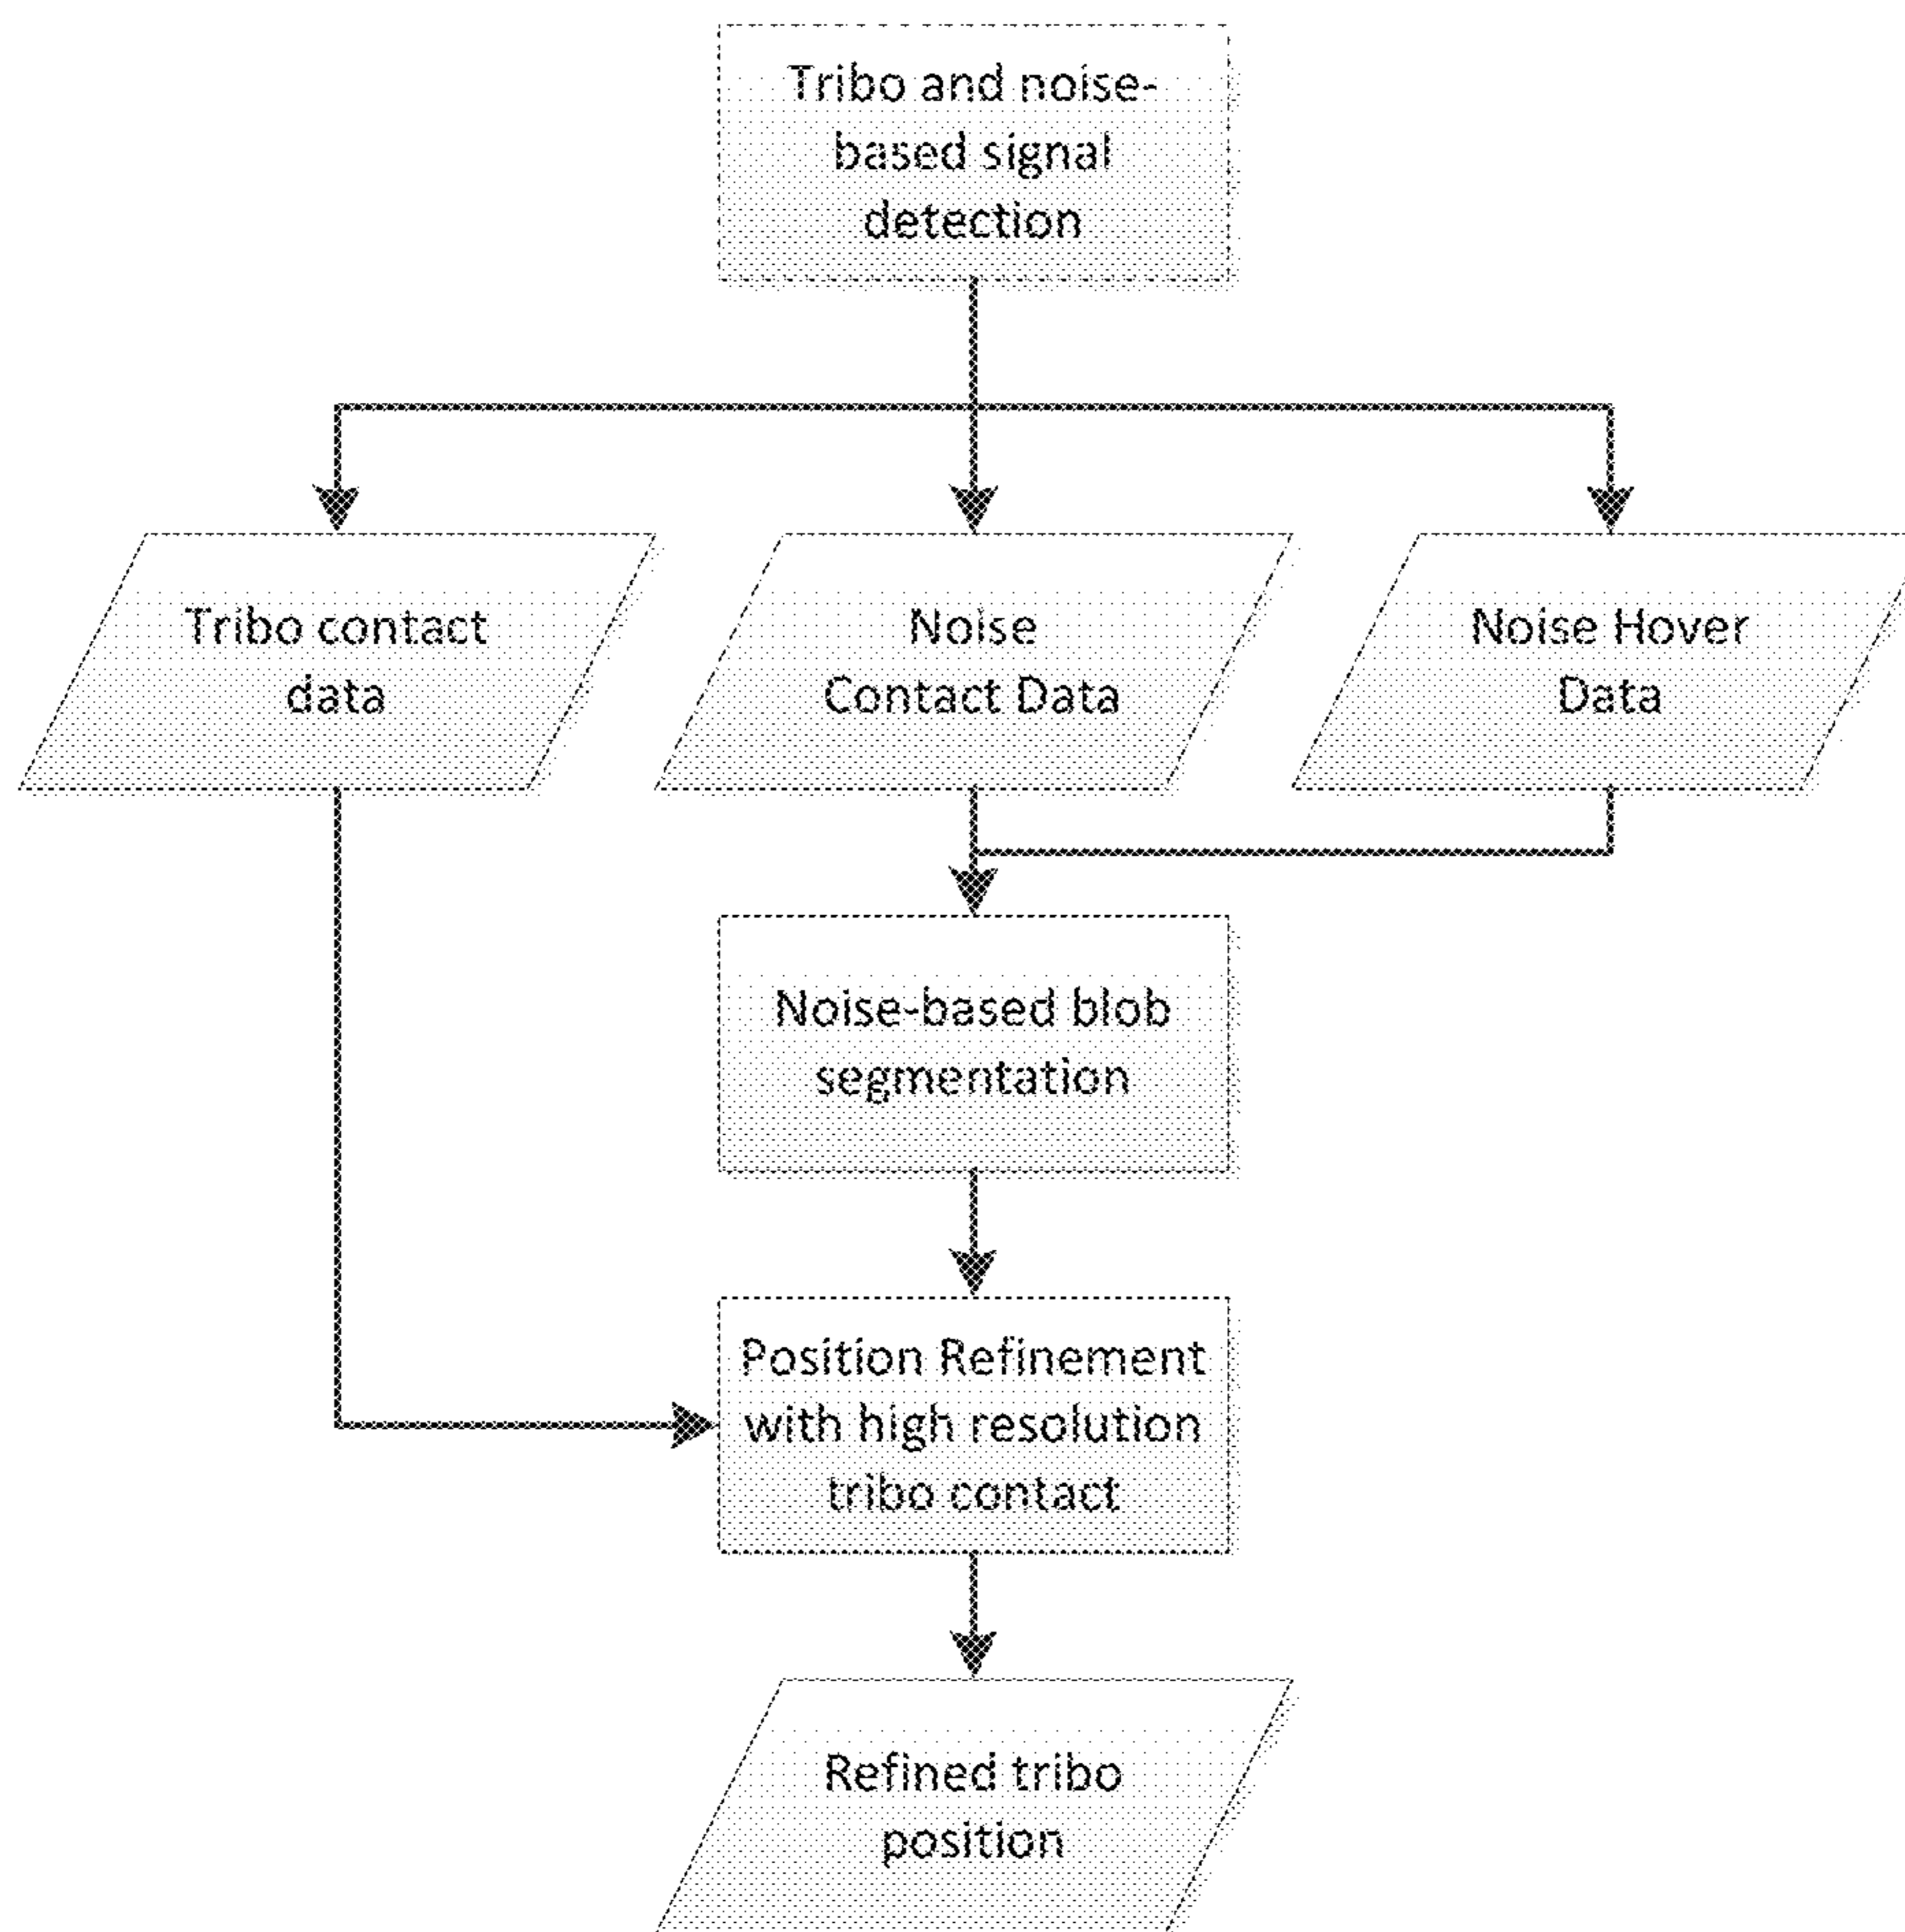 Tribo and noise-
based signal
detection
Tribo contact
data
Noise
Contact Data
Noise Hover
Data
Noise-based blob
segmentation
Position Refinement
with high resolution
tribo contact
Refined tribo
position